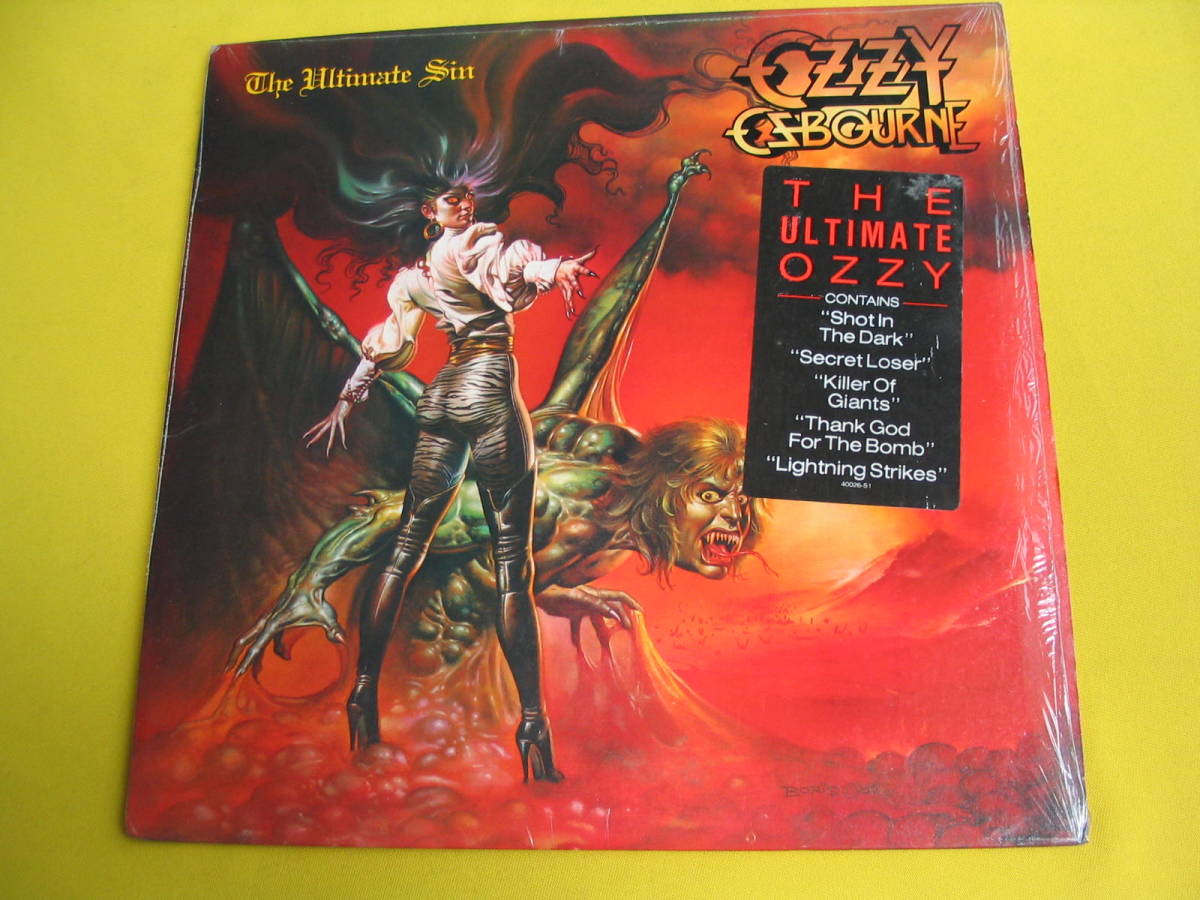 The Ultimate Sin
OZZY
OSBOURNE
THE
ULTIMATE
OZZY
CONTAINS
"Shot In
The Dark"
"Secret Loser"
"Killer Of
Giants"
"Thank God
For The Bomb"
"Lightning Strikes"
40026-S1
BORIS